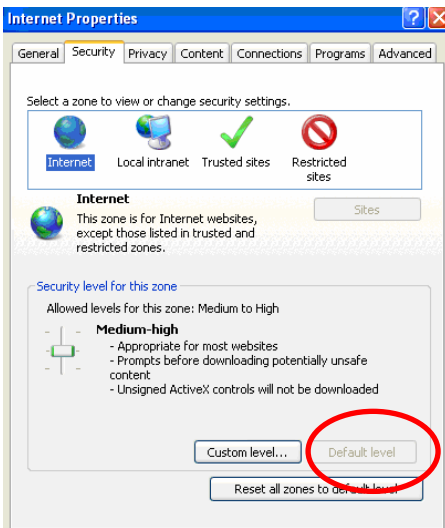 Internet Properties
General Security Privacy Content Connections Programs Advanced
Select a zone to view or change security settings.
Internet
Local intranet
Trusted sites
Restricted
sites
Internet
Sites
This zone is for Internet websites,
except those listed in trusted and
restricted zones.
Security level for this zone
Allowed levels for this zone: Medium to High
Medium-high
- Appropriate for most websites
- Prompts before downloading potentially unsafe
content
- Unsigned ActiveX controls will not be downloaded
Custom level...
Default level
Reset all zones to default level